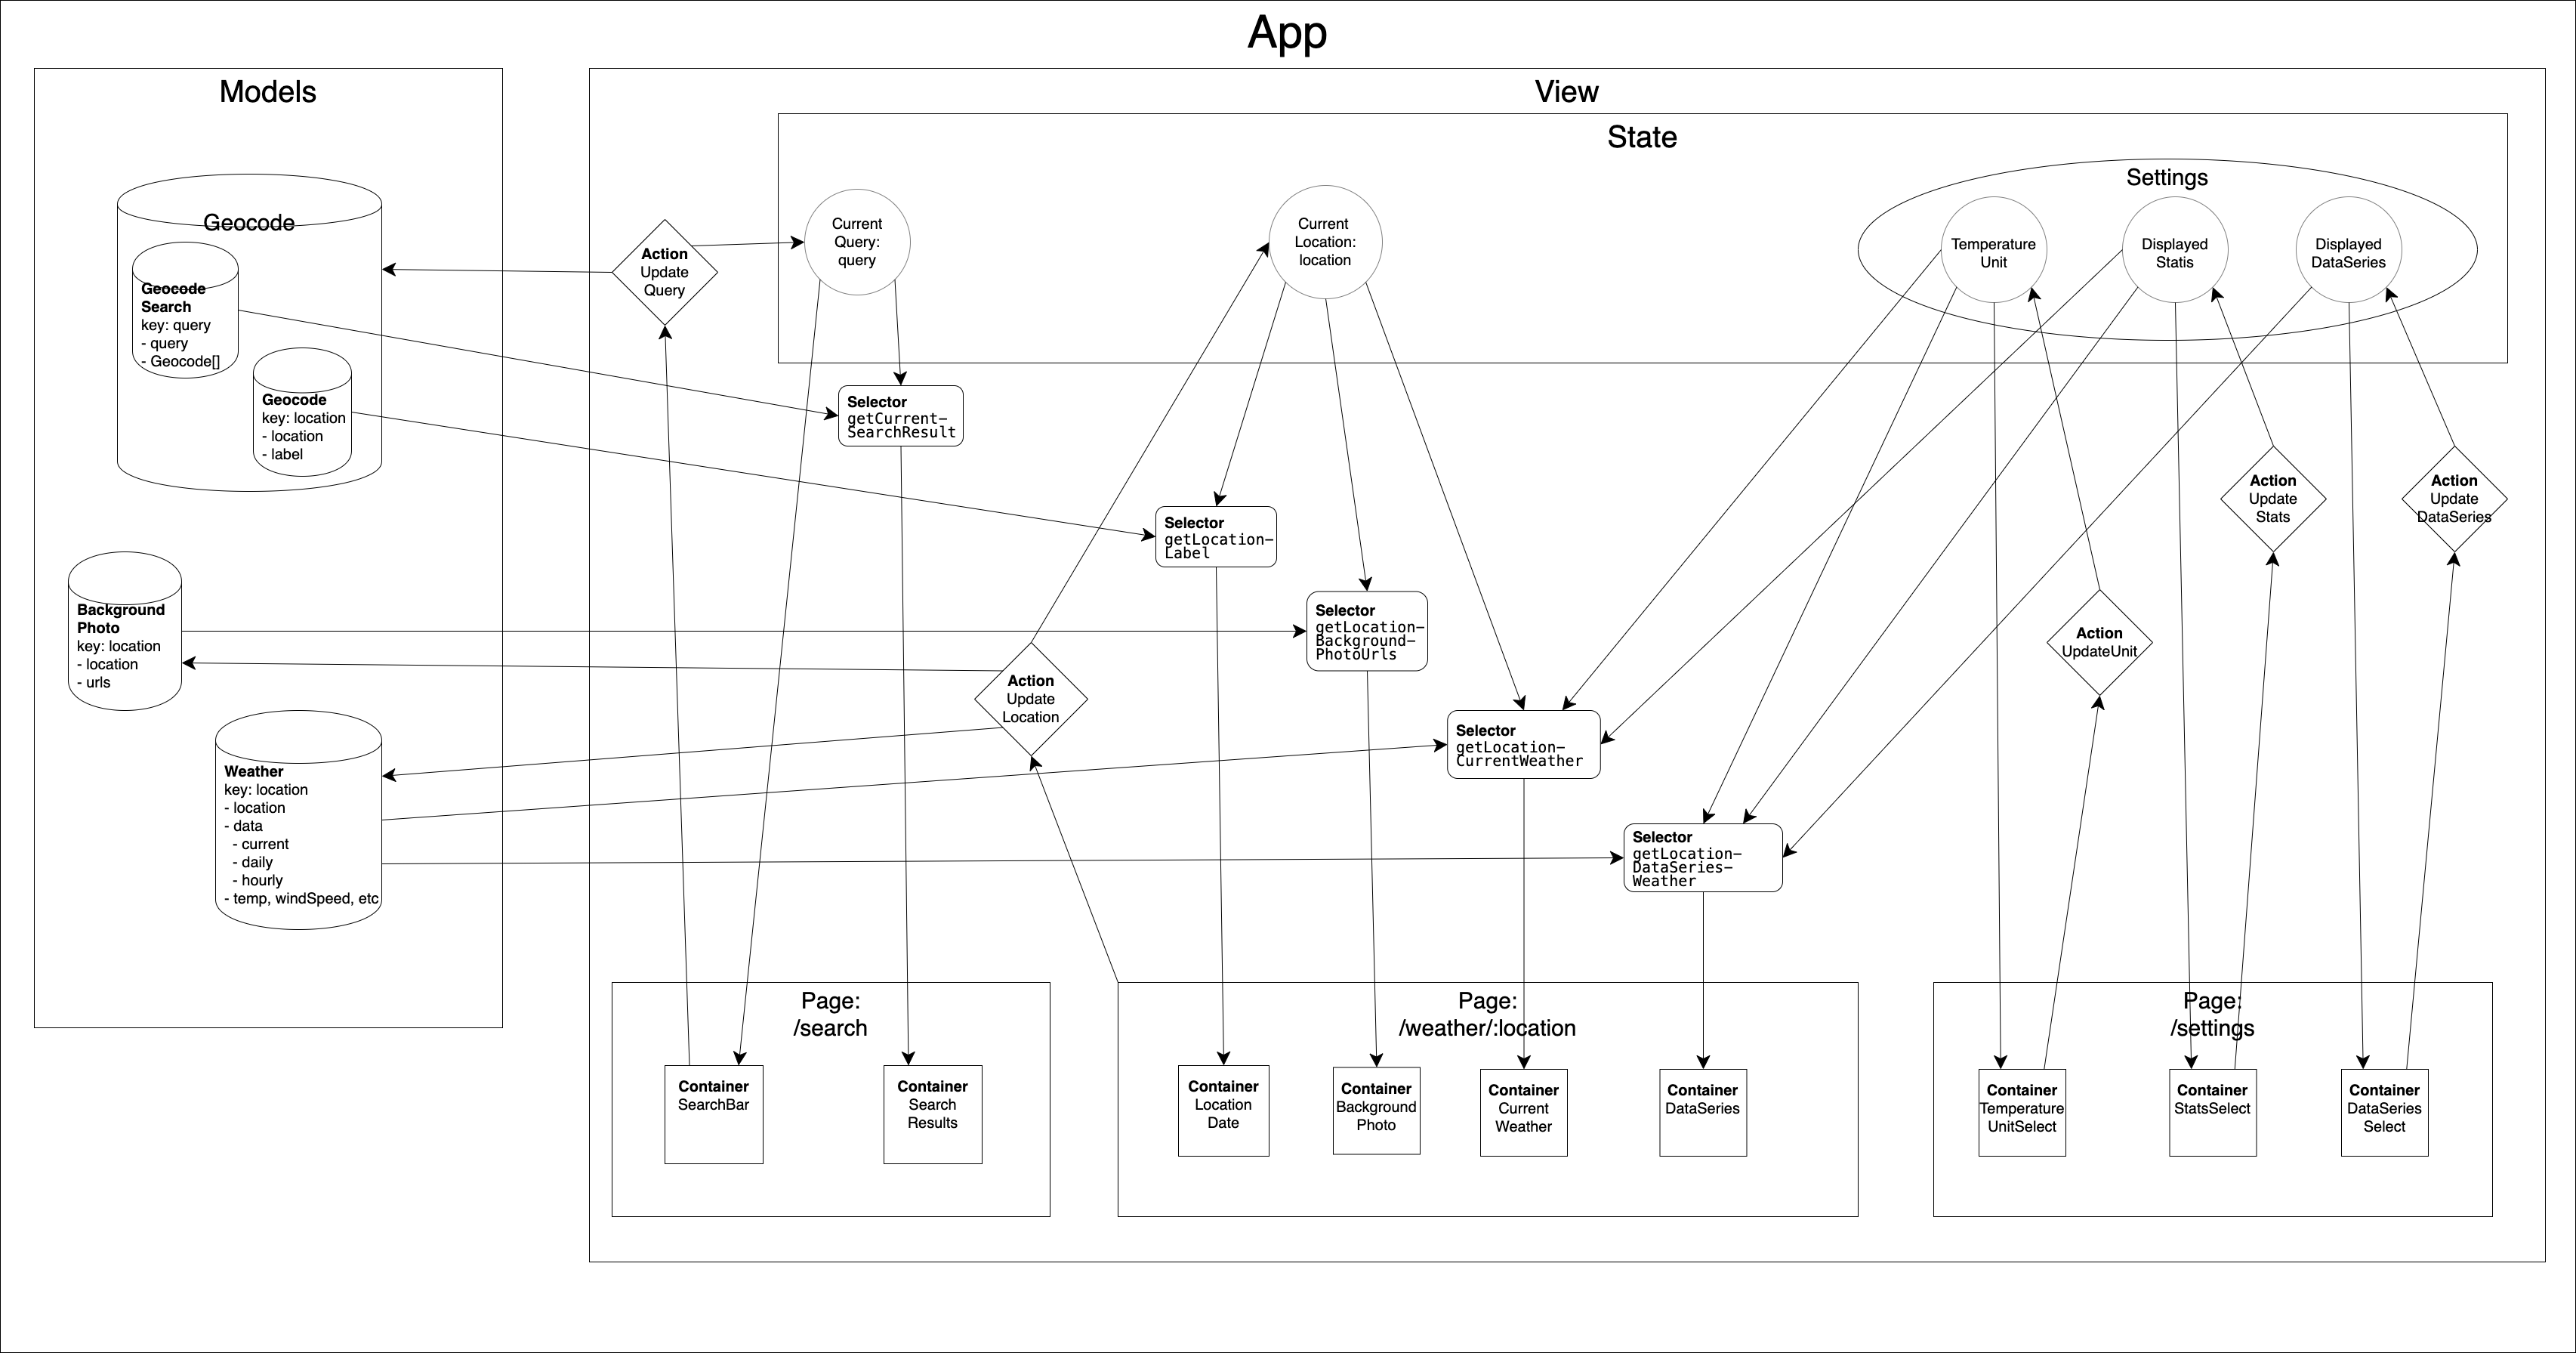 App
Models
View
State
Geocode
Geocode
Search
key: query
- query
- Geocode[]
Geocode
key: location
- location
- label
Background
Photo
key: location
- location
- urls
Weather
key: location
- location
- data
- current
- daily
- hourly
- temp, windSpeed, etc
Action
Update
Query
Current
Query:
query
Current
Location:
location
Settings
Temperature
Unit
Displayed
Statis
Displayed
DataSeries
Selector
getCurrent-
SearchResult
Selector
getLocation-
Label
Selector
getLocation-
Background-
PhotoUrls
Action
Update
Location
Selector
getLocation-
CurrentWeather
Selector
getLocation-
DataSeries-
Weather
Action
Update
Stats
Action
Update
DataSeries
Action
UpdateUnit
Page:
/search
Container
SearchBar
Container
Search
Results
Page:
/weather/:location
Container
Location
Date
Container
Background
Photo
Container
Current
Weather
Container
DataSeries
Page:
/settings
Container
Temperature
UnitSelect
Container
StatsSelect
Container
DataSeries
Select